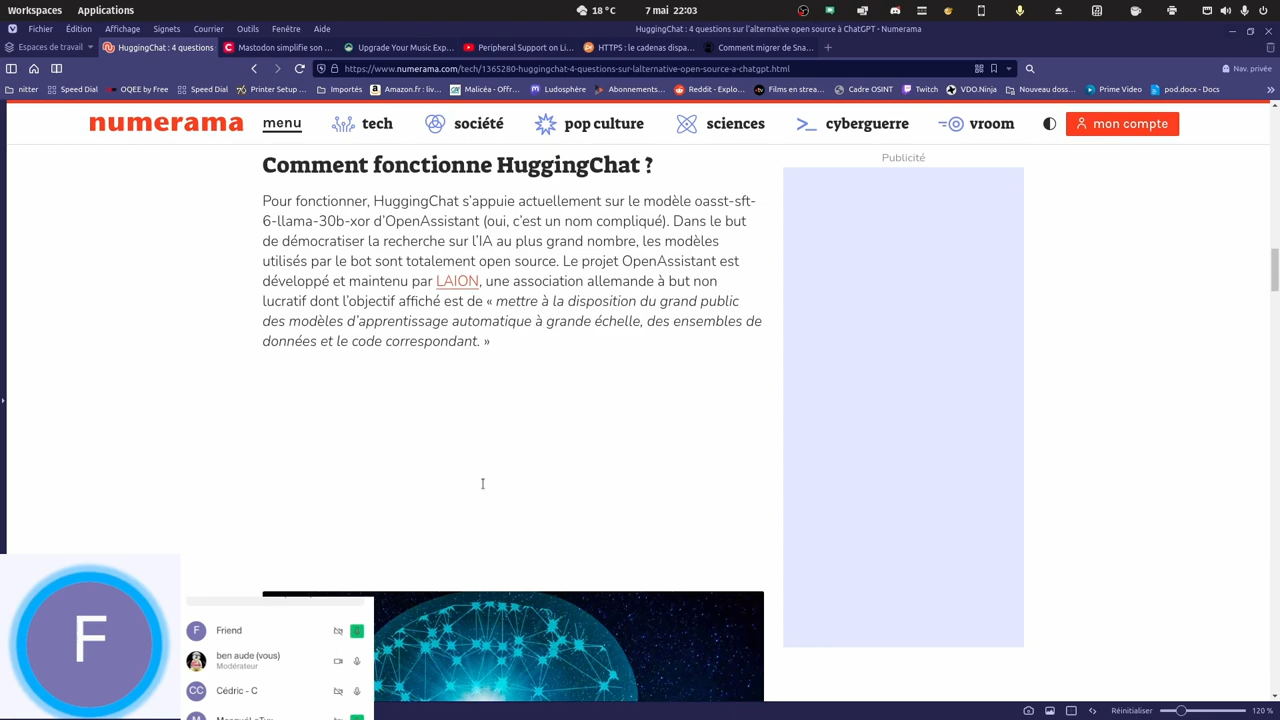 Workspaces Applications 18 °C 7 mai 22∶03
Fichier Édition Affichage Signets Courrier Outils Fenêtre Aide HuggingChat : 4 questions sur l'alternative open source à ChatGPT - Numerama
Espaces de travail HuggingChat : 4 questions Mastodon simplifie son ... Upgrade Your Music Exp... Peripheral Support on Li... HTTPS : le cadenas dispa... Comment migrer de Sna...
https://www.numerama.com/tech/1365280-huggingchat-4-questions-sur-lalternative-open-source-a-chatgpt.html Nav. privée
nitter Speed Dial OQEE by Free Speed Dial Printer Setup ... Importés Amazon.fr : liv... Malicéa - Offr... Ludosphère Abonnements... Reddit - Explo... Films en strea... Cadre OSINT Twitch VDO.Ninja Nouveau doss... Prime Video pod.docx - Docs
numerama menu tech société pop culture sciences cyberguerre vroom mon compte
Publicité
Comment fonctionne HuggingChat ?
Pour fonctionner, HuggingChat s'appuie actuellement sur le modèle oasst-sft-
6-llama-30b-xor d'OpenAssistant (oui, c'est un nom compliqué). Dans le but
de démocratiser la recherche sur l'IA au plus grand nombre, les modèles
utilisés par le bot sont totalement open source. Le projet OpenAssistant est
développé et maintenu par LAION, une association allemande à but non
lucratif dont l'objectif affiché est de « mettre à la disposition du grand public
des modèles d'apprentissage automatique à grande échelle, des ensembles de
données et le code correspondant. »
F
F Friend
ben aude (vous)
Modérateur
CC Cédric - C
Réinitialiser 120 %